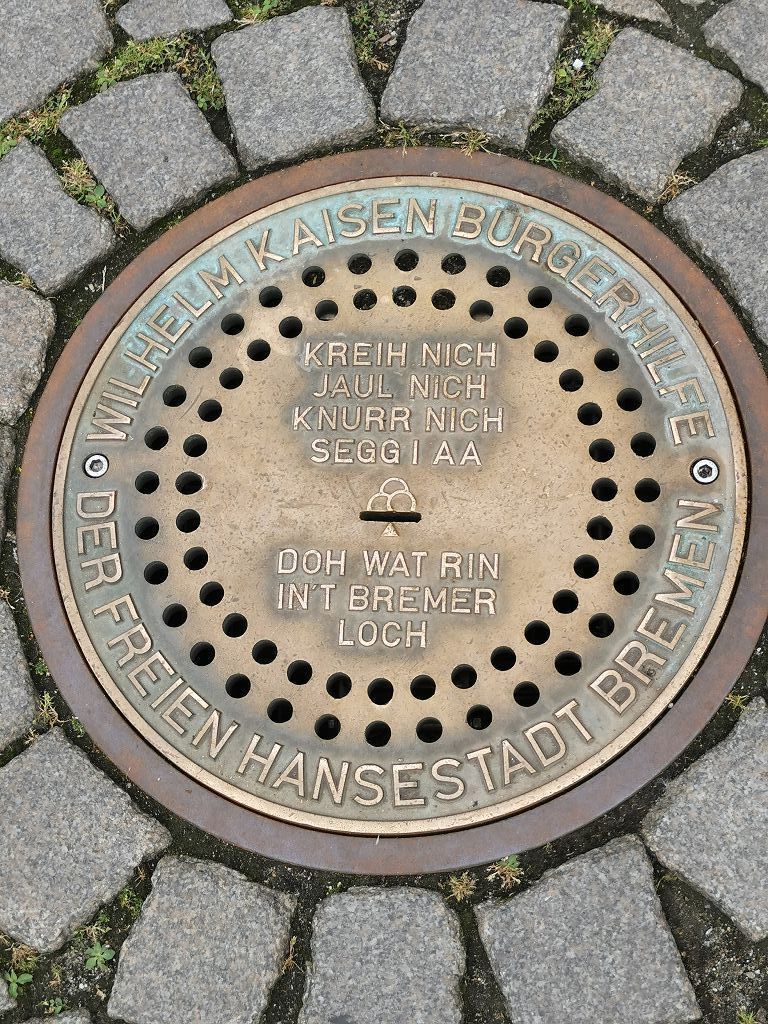 WILHELM KAISEN BÜRGERHILFE
KREIH NICH
JAUL NICH
KNURR NICH
SEGG I AA
DOH WAT RIN
IN'T BREMER
LOCH
DER FREIEN HANSESTADT BREMEN